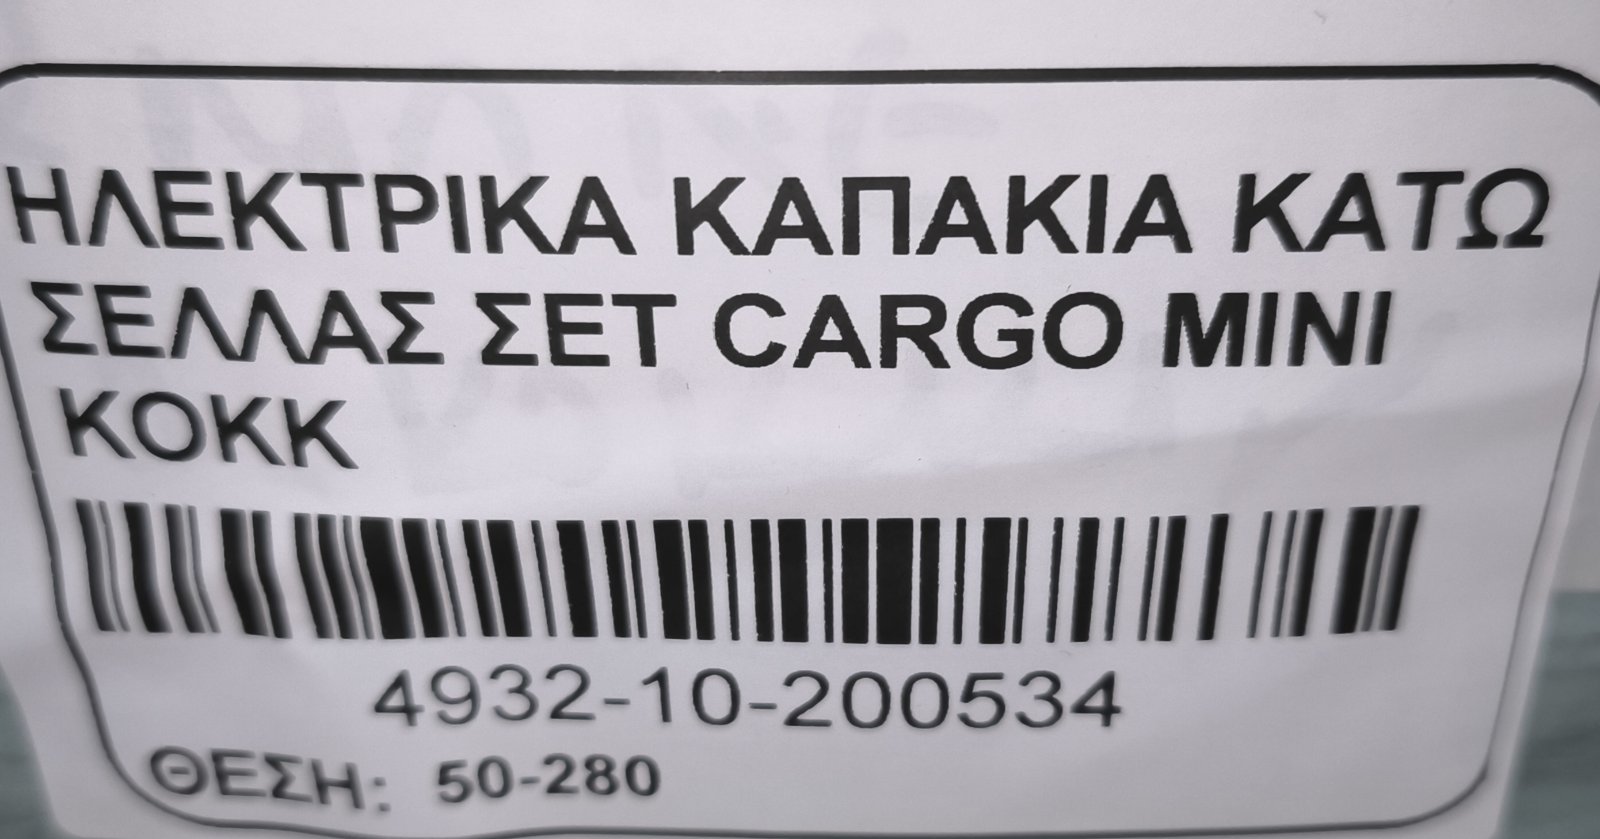 ΗΛΕΚΤΡΙΚΑ ΚΑΠΑΚΙΑ ΚΑΤΩ
ΣΕΛΛΑΣ ΣΕΤ CARGO MINI
ΚΟΚΚ
4932-10-200534
ΘΕΣΗ: 50-280